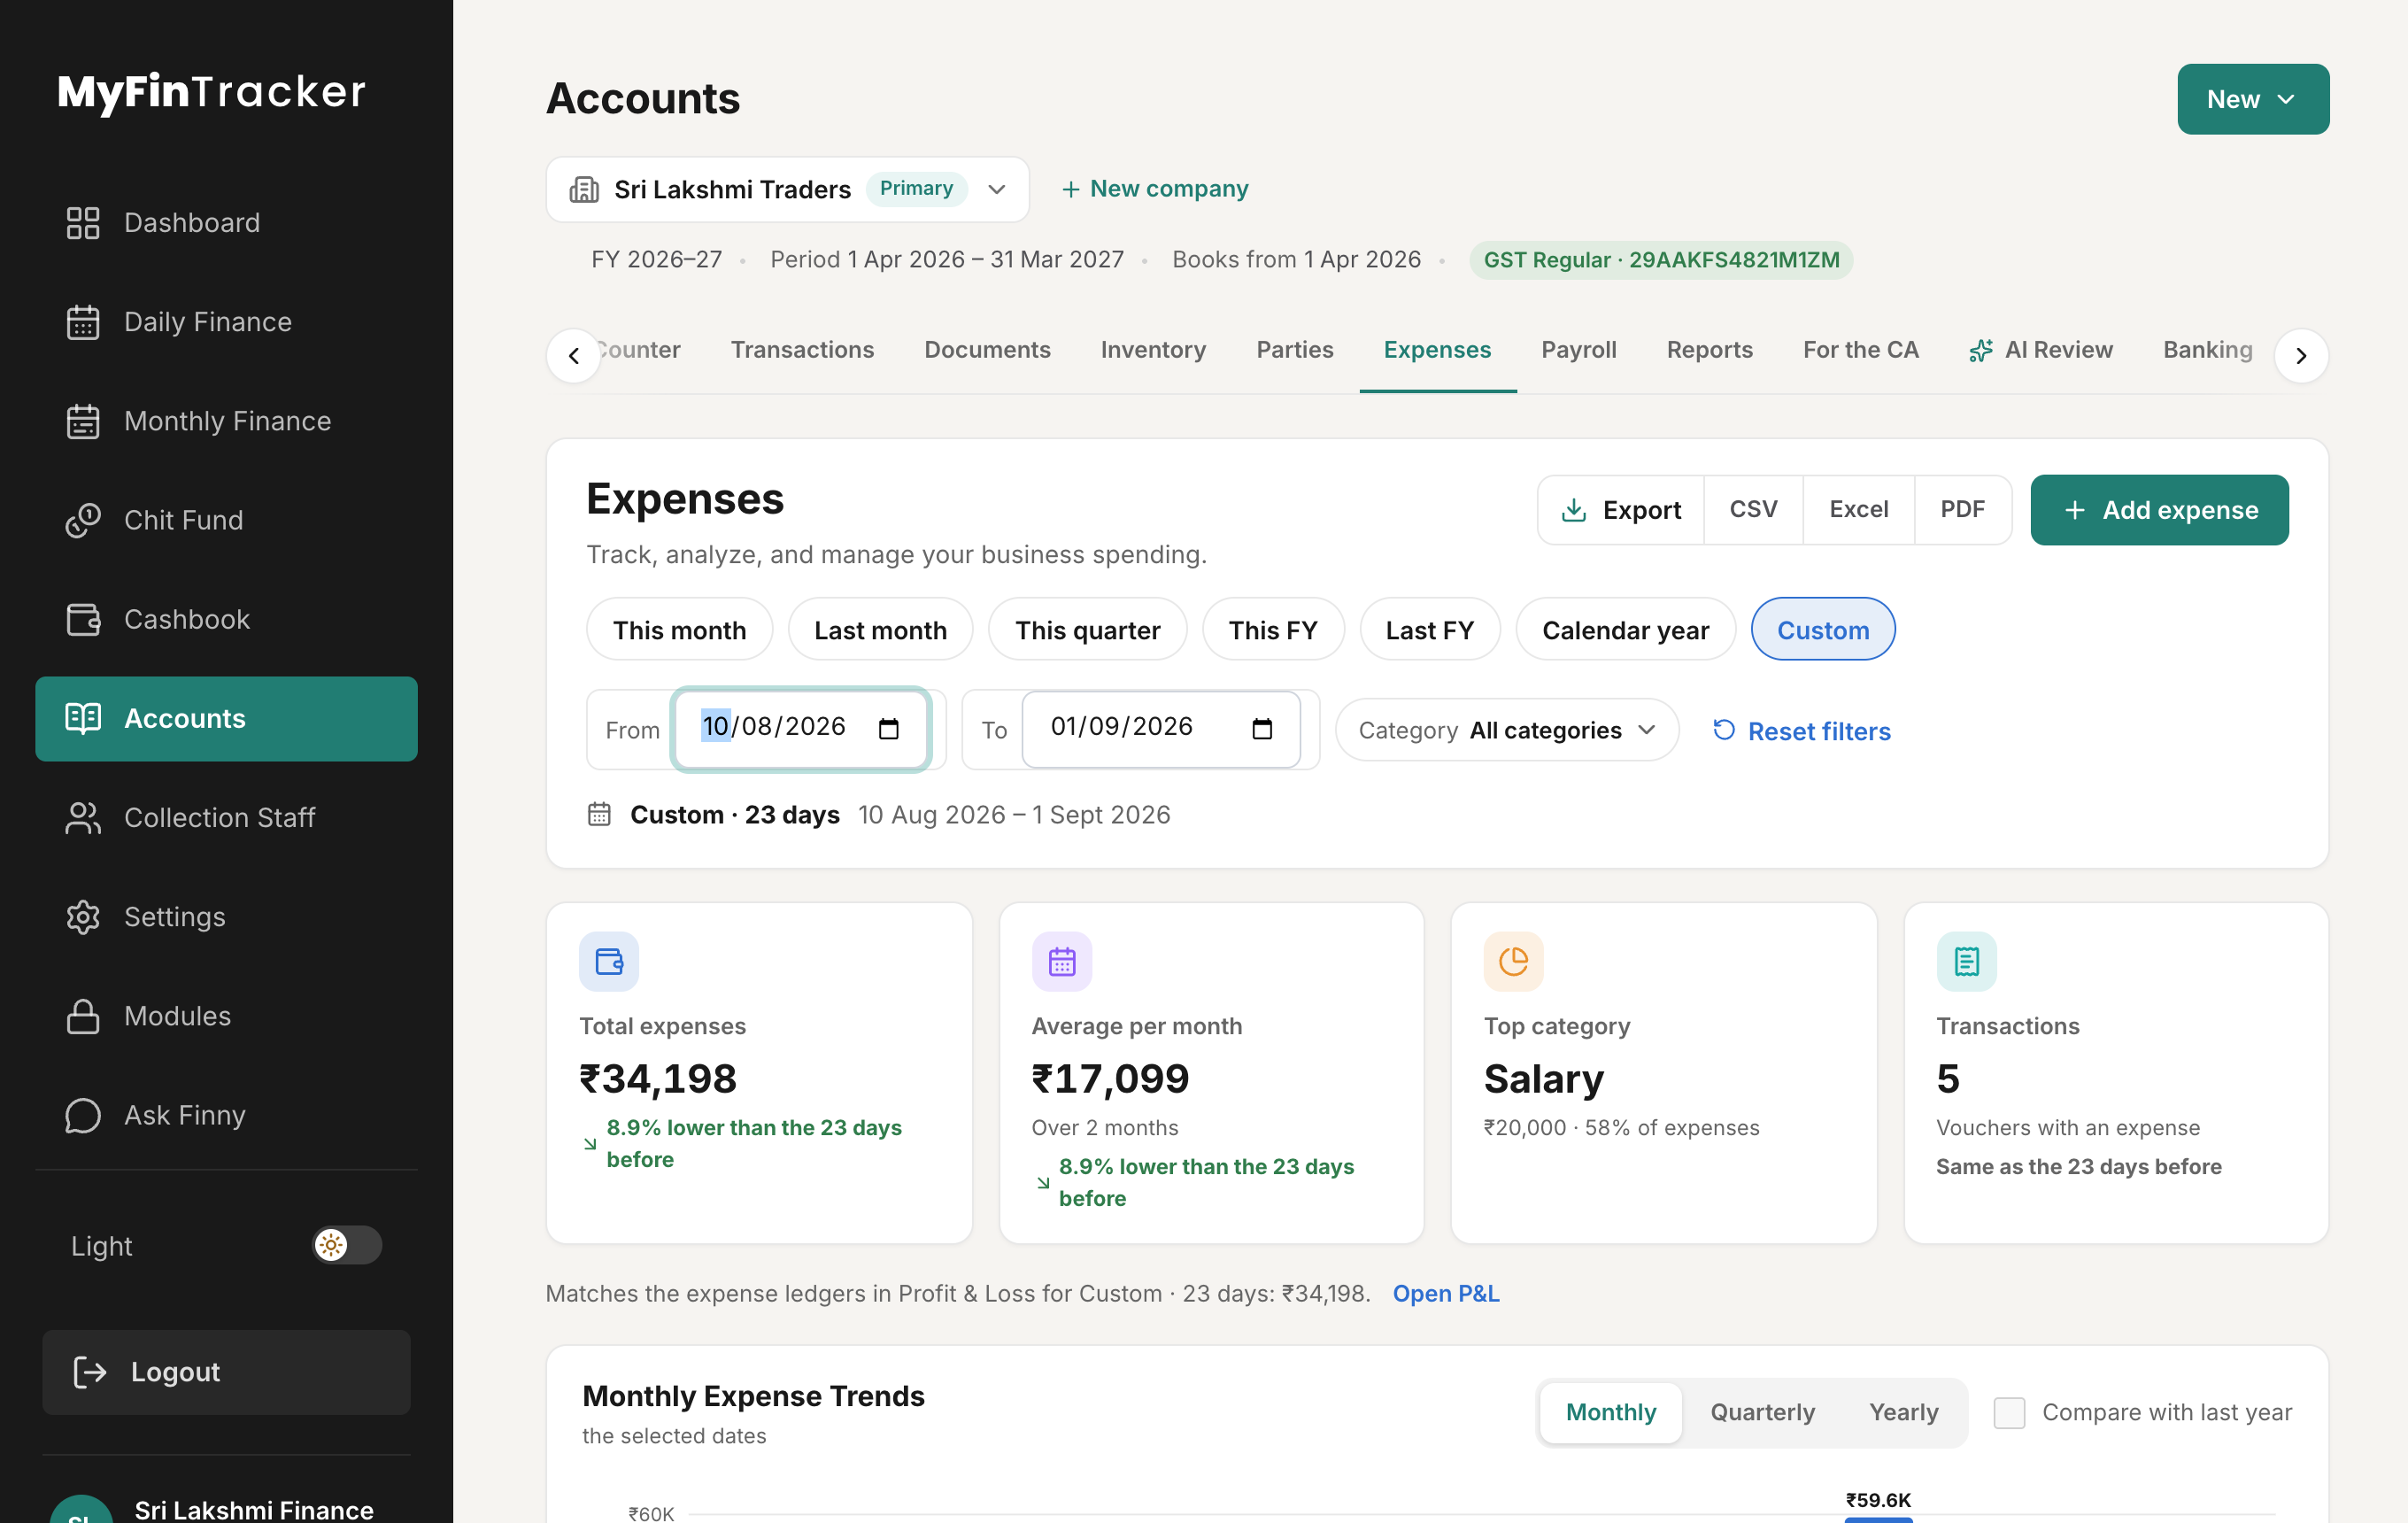 MyFinTracker
Dashboard
Daily Finance
Monthly Finance
Chit Fund
Cashbook
Accounts
Collection Staff
Settings
Modules
Ask Finny
Light
Logout
Sri Lakshmi Finance
Accounts
New
Sri Lakshmi Traders Primary
+ New company
FY 2026–27 • Period 1 Apr 2026 – 31 Mar 2027 • Books from 1 Apr 2026 • GST Regular · 29AAKFS4821M1ZM
Counter Transactions Documents Inventory Parties Expenses Payroll Reports For the CA AI Review Banking
Expenses
Export CSV Excel PDF
+ Add expense
Track, analyze, and manage your business spending.
This month Last month This quarter This FY Last FY Calendar year Custom
From 10/08/2026 To 01/09/2026 Category All categories Reset filters
Custom · 23 days 10 Aug 2026 – 1 Sept 2026
Total expenses
₹34,198
8.9% lower than the 23 days
before
Average per month
₹17,099
Over 2 months
8.9% lower than the 23 days
before
Top category
Salary
₹20,000 · 58% of expenses
Transactions
5
Vouchers with an expense
Same as the 23 days before
Matches the expense ledgers in Profit & Loss for Custom · 23 days: ₹34,198. Open P&L
Monthly Expense Trends
the selected dates
Monthly Quarterly Yearly
Compare with last year
₹59.6K
₹60K